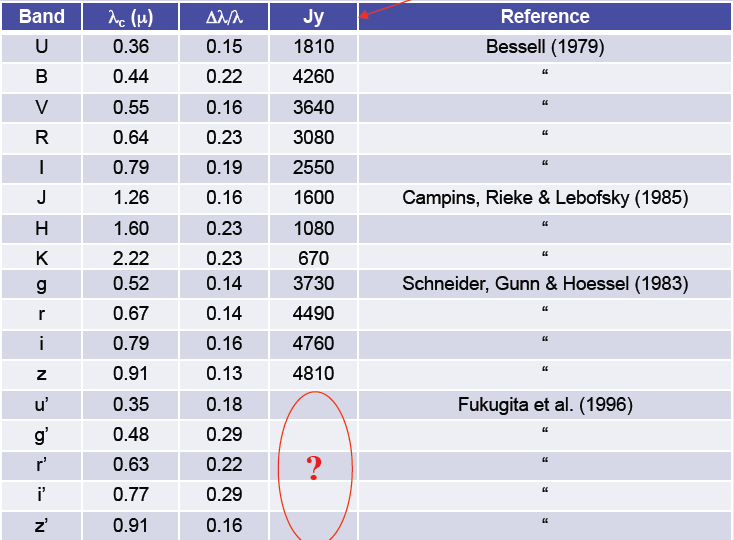 Band λc (μ) Δλ/λ Jy Reference
U 0.36 0.15 1810 Bessell (1979)
B 0.44 0.22 4260 “
V 0.55 0.16 3640 “
R 0.64 0.23 3080 “
I 0.79 0.19 2550 “
J 1.26 0.16 1600 Campins, Rieke & Lebofsky (1985)
H 1.60 0.23 1080 “
K 2.22 0.23 670 “
g 0.52 0.14 3730 Schneider, Gunn & Hoessel (1983)
r 0.67 0.14 4490 “
i 0.79 0.16 4760 “
z 0.91 0.13 4810 “
u’ 0.35 0.18 Fukugita et al. (1996)
g’ 0.48 0.29 “
r’ 0.63 0.22 ? “
i’ 0.77 0.29 “
z’ 0.91 0.16 “